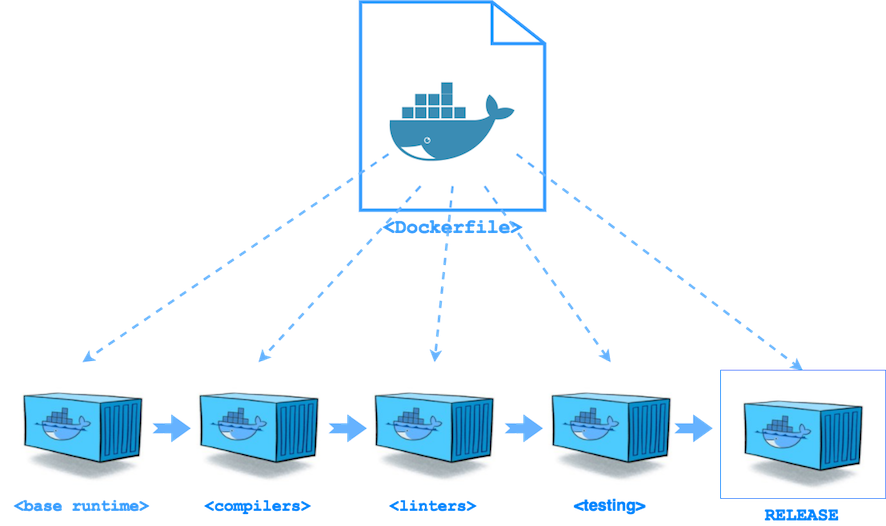 <Dockerfile>
<base runtime>
<compilers>
<linters>
<testing>
RELEASE